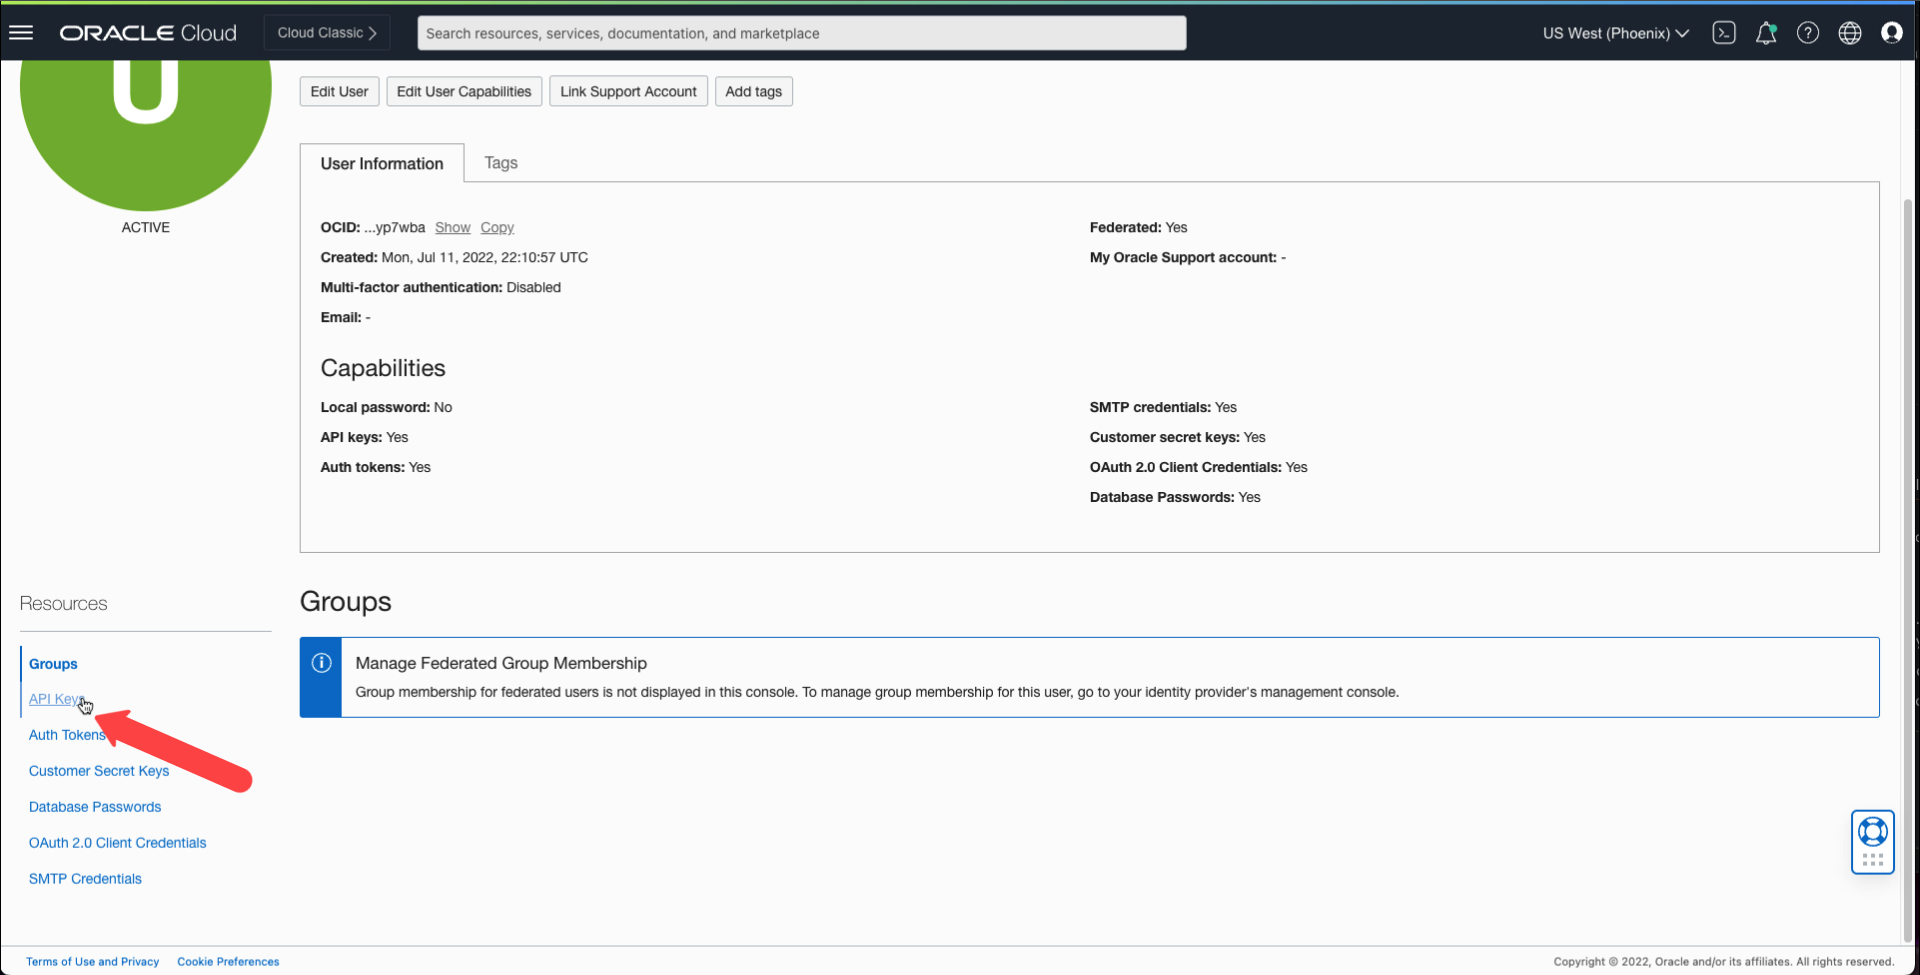 ORACLE Cloud
Cloud Classic
Search resources, services, documentation, and marketplace
US West (Phoenix)
U
ACTIVE
Edit User
Edit User Capabilities
Link Support Account
Add tags
User Information
Tags
OCID: ...yp7wba Show Copy
Created: Mon, Jul 11, 2022, 22:10:57 UTC
Multi-factor authentication: Disabled
Email: -
Federated: Yes
My Oracle Support account: -
Capabilities
Local password: No
API keys: Yes
Auth tokens: Yes
SMTP credentials: Yes
Customer secret keys: Yes
OAuth 2.0 Client Credentials: Yes
Database Passwords: Yes
Resources
Groups
API Keys
Auth Tokens
Customer Secret Keys
Database Passwords
OAuth 2.0 Client Credentials
SMTP Credentials
Groups
Manage Federated Group Membership
Group membership for federated users is not displayed in this console. To manage group membership for this user, go to your identity provider's management console.
Terms of Use and Privacy
Cookie Preferences
Copyright © 2022, Oracle and/or its affiliates. All rights reserved.